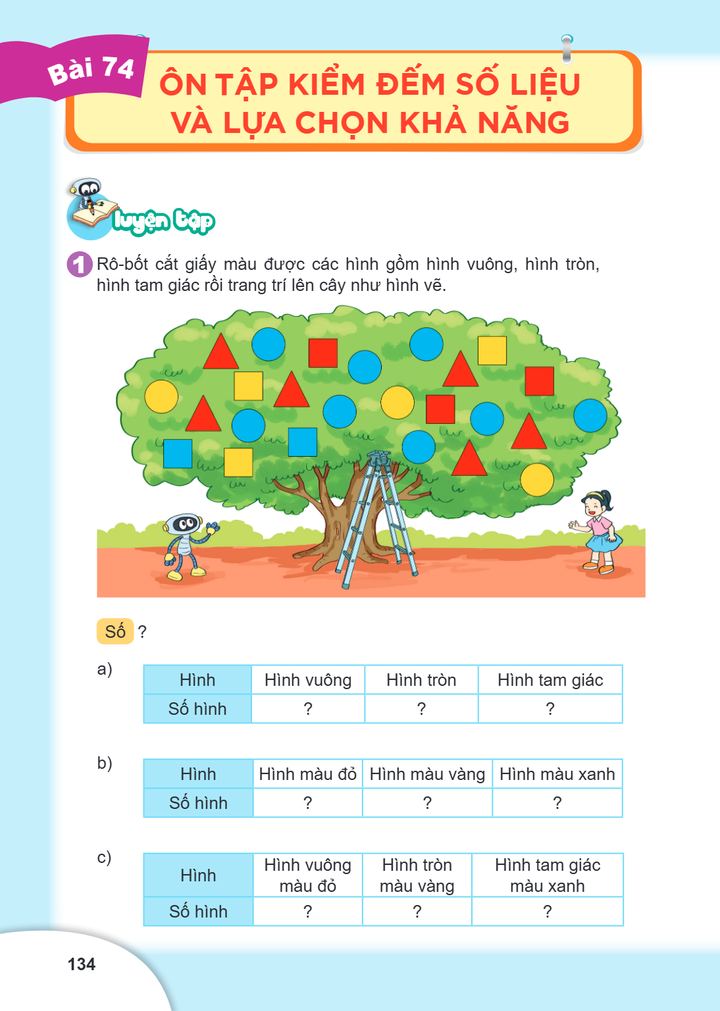 Bài 74
ÔN TẬP KIỂM ĐẾM SỐ LIỆU
VÀ LỰA CHỌN KHẢ NĂNG
luyện tập
1 Rô-bốt cắt giấy màu được các hình gồm hình vuông, hình tròn,
hình tam giác rồi trang trí lên cây như hình vẽ.
Số ?
a)
Hình Hình vuông Hình tròn Hình tam giác
Số hình ? ? ?
b)
Hình Hình màu đỏ Hình màu vàng Hình màu xanh
Số hình ? ? ?
c)
Hình Hình vuông màu đỏ Hình tròn màu vàng Hình tam giác màu xanh
Số hình ? ? ?
134